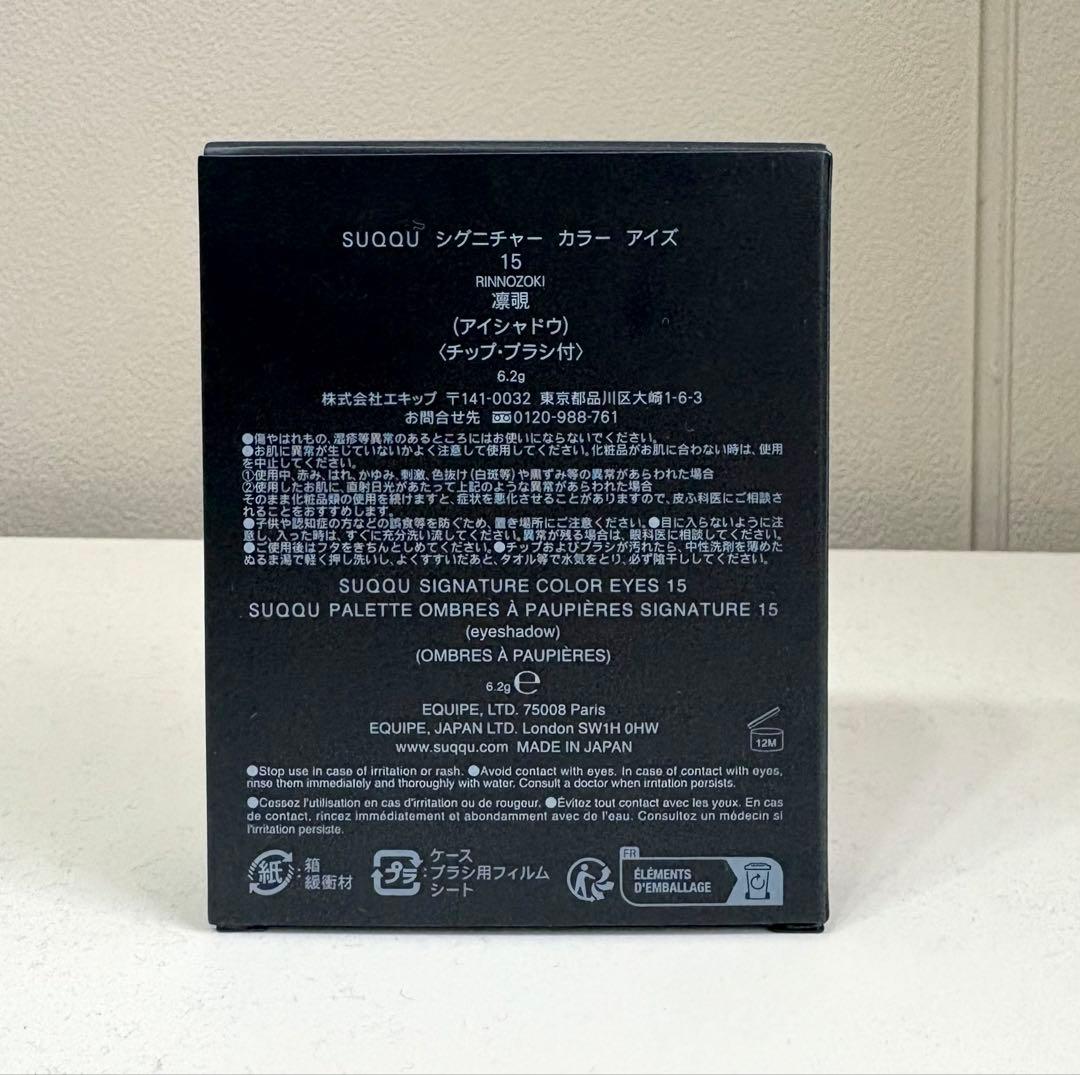 SUQQU シグニチャー カラー アイズ
15
RINNOZOKI
凛覗
(アイシャドウ)
〈チップ・ブラシ付〉
6.2g
株式会社エキップ 〒141-0032 東京都品川区大崎1-6-3
お問合せ先 0120-988-761
●傷やはれもの、湿疹等異常のあるところにはお使いにならないでください。
●お肌に異常が生じていないかよく注意して使用してください。化粧品がお肌に合わない時は、使用
を中止してください。
①使用中、赤み、はれ、かゆみ、刺激、色抜け(白斑等)や黒ずみ等の異常があらわれた場合
②使用したお肌に、直射日光があたって上記のような異常があらわれた場合
そのまま化粧品類の使用を続けますと、症状を悪化させることがありますので、皮ふ科医にご相談さ
れることをおすすめします。
●子供や認知症の方などの誤食等を防ぐため、置き場所にご注意ください。●目に入らないように注
意し、入った時は、すぐに充分洗い流してください。異常が残る場合は、眼科医に相談してください。
●ご使用後はフタをきちんとしめてください。●チップおよびブラシが汚れたら、中性洗剤を薄めた
ぬるま湯で軽く押し洗いし、よくすすいだあと、タオル等で水気をとり、必ず陰干ししてください。
SUQQU SIGNATURE COLOR EYES 15
SUQQU PALETTE OMBRES À PAUPIÈRES SIGNATURE 15
(eyeshadow)
(OMBRES À PAUPIÈRES)
6.2g ℮
EQUIPE, LTD. 75008 Paris
EQUIPE, JAPAN LTD. London SW1H 0HW
www.suqqu.com MADE IN JAPAN
12M
●Stop use in case of irritation or rash. ●Avoid contact with eyes. In case of contact with eyes,
rinse them immediately and thoroughly with water. Consult a doctor when irritation persists.
●Cessez l'utilisation en cas d'irritation ou de rougeur. ●Évitez tout contact avec les yeux. En cas
de contact, rincez immédiatement et abondamment avec de l'eau. Consultez un médecin si
l'irritation persiste.
紙:箱
緩衝材
プラ:ケース
ブラシ用フィルム
シート
FR
ÉLÉMENTS
D'EMBALLAGE